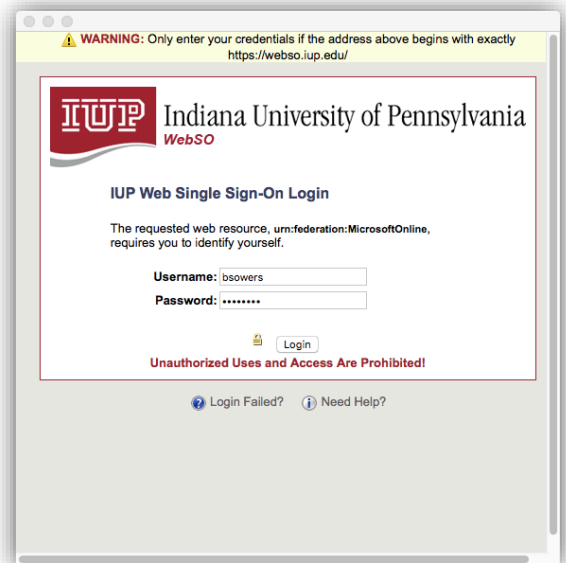 WARNING: Only enter your credentials if the address above begins with exactly
https://webso.iup.edu/
IUP Indiana University of Pennsylvania
WebSO
IUP Web Single Sign-On Login
The requested web resource, urn:federation:MicrosoftOnline,
requires you to identify yourself.
Username: bsowers
Password: ••••••••
Login
Unauthorized Uses and Access Are Prohibited!
Login Failed? Need Help?